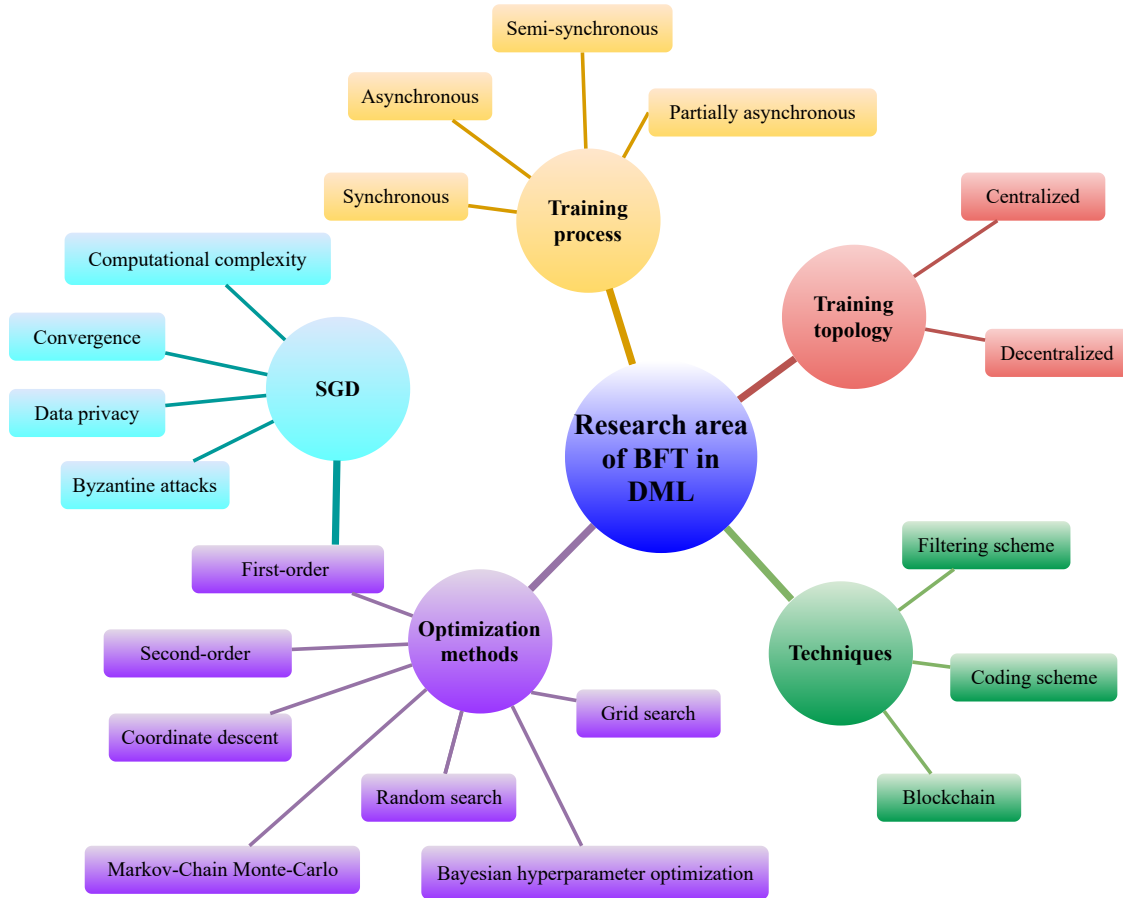 Semi-synchronous
Asynchronous
Partially asynchronous
Synchronous
Training
process
Centralized
Training
topology
Decentralized
Computational complexity
Convergence
Data privacy
Byzantine attacks
SGD
Research area
of BFT in
DML
First-order
Second-order
Coordinate descent
Markov-Chain Monte-Carlo
Optimization
methods
Grid search
Random search
Bayesian hyperparameter optimization
Filtering scheme
Techniques
Coding scheme
Blockchain